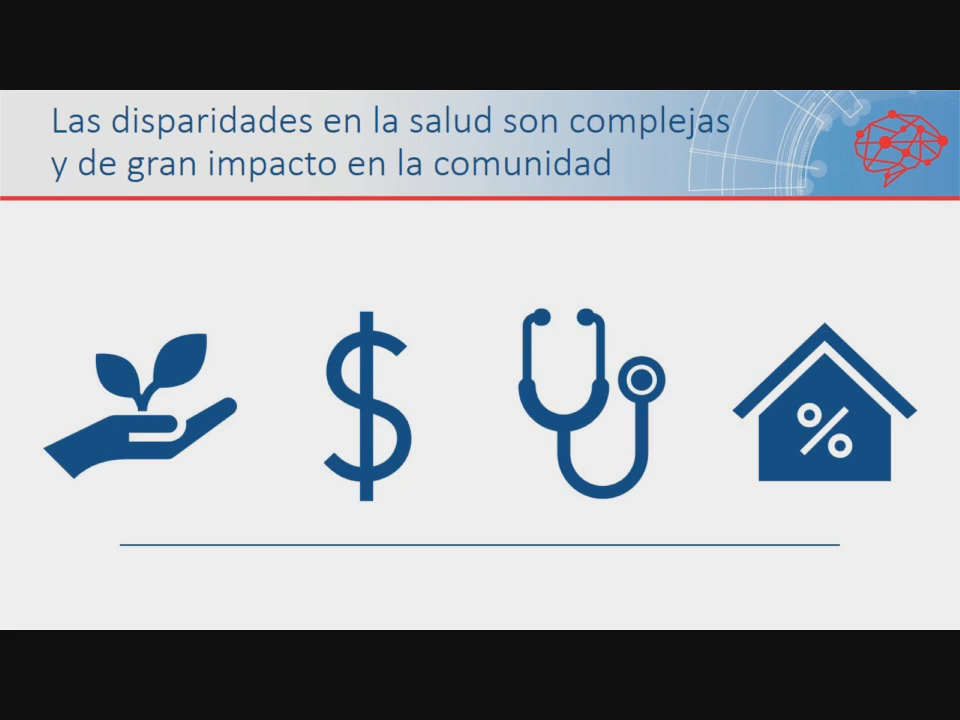 Las disparidades en la salud son complejas
y de gran impacto en la comunidad
$
%